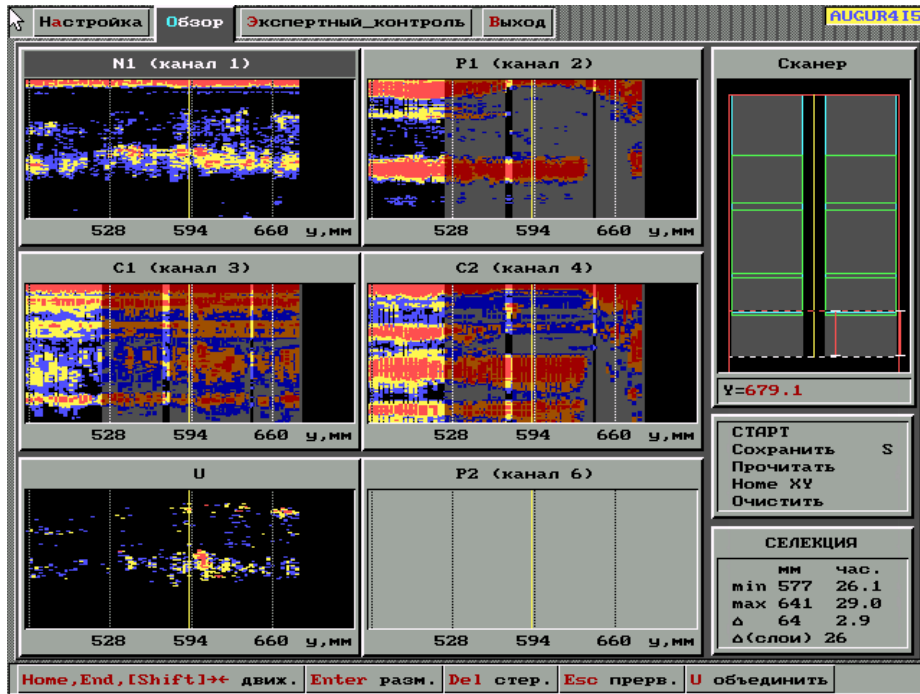 Настройка Обзор Экспертный_контроль Выход AUGUR4I5
N1 (канал 1)
528 594 660 y,мм
P1 (канал 2)
528 594 660 y,мм
C1 (канал 3)
528 594 660 y,мм
C2 (канал 4)
528 594 660 y,мм
U
528 594 660 y,мм
P2 (канал 6)
528 594 660 y,мм
Сканер
Y=679.1
СТАРТ
Сохранить S
Прочитать
Home XY
Очистить
СЕЛЕКЦИЯ
мм час.
min 577 26.1
max 641 29.0
Δ 64 2.9
Δ(слои) 26
Home,End,[Shift]→← движ. Enter разм. Del стер. Esc прерв. U объединить